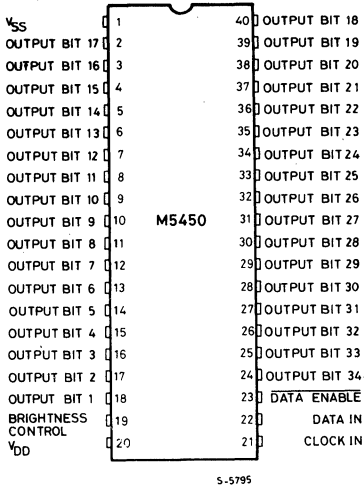 VSS 1 40 OUTPUT BIT 18
OUTPUT BIT 17 2 39 OUTPUT BIT 19
OUTPUT BIT 16 3 38 OUTPUT BIT 20
OUTPUT BIT 15 4 37 OUTPUT BIT 21
OUTPUT BIT 14 5 36 OUTPUT BIT 22
OUTPUT BIT 13 6 35 OUTPUT BIT 23
OUTPUT BIT 12 7 34 OUTPUT BIT 24
OUTPUT BIT 11 8 33 OUTPUT BIT 25
OUTPUT BIT 10 9 32 OUTPUT BIT 26
OUTPUT BIT 9 10 M5450 31 OUTPUT BIT 27
OUTPUT BIT 8 11 30 OUTPUT BIT 28
OUTPUT BIT 7 12 29 OUTPUT BIT 29
OUTPUT BIT 6 13 28 OUTPUT BIT 30
OUTPUT BIT 5 14 27 OUTPUT BIT 31
OUTPUT BIT 4 15 26 OUTPUT BIT 32
OUTPUT BIT 3 16 25 OUTPUT BIT 33
OUTPUT BIT 2 17 24 OUTPUT BIT 34
OUTPUT BIT 1 18 23 DATA ENABLE
BRIGHTNESS CONTROL 19 22 DATA IN
VDD 20 21 CLOCK IN
S-5795